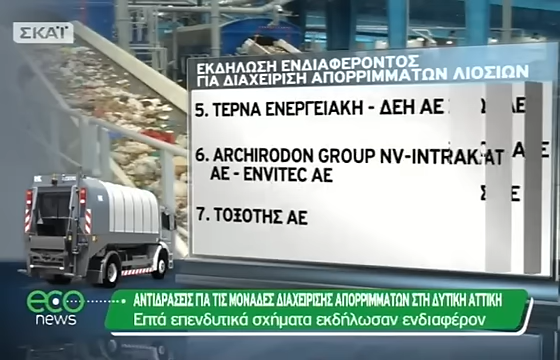 ΣΚΑΪ
ΕΚΔΗΛΩΣΗ ΕΝΔΙΑΦΕΡΟΝΤΟΣ
ΓΙΑ ΔΙΑΧΕΙΡΙΣΗ ΑΠΟΡΡΙΜΜΑΤΩΝ ΛΙΟΣΙΩΝ
5. ΤΕΡΝΑ ΕΝΕΡΓΕΙΑΚΗ - ΔΕΗ ΑΕ
6. ARCHIRODON GROUP NV-INTRAKAT
ΑΕ - ENVITEC ΑΕ
7. ΤΟΞΟΤΗΣ ΑΕ
eco
news
ΑΝΤΙΔΡΑΣΕΙΣ ΓΙΑ ΤΙΣ ΜΟΝΑΔΕΣ ΔΙΑΧΕΙΡΙΣΗΣ ΑΠΟΡΡΙΜΜΑΤΩΝ ΣΤΗ ΔΥΤΙΚΗ ΑΤΤΙΚΗ
Επτά επενδυτικά σχήματα εκδήλωσαν ενδιαφέρον